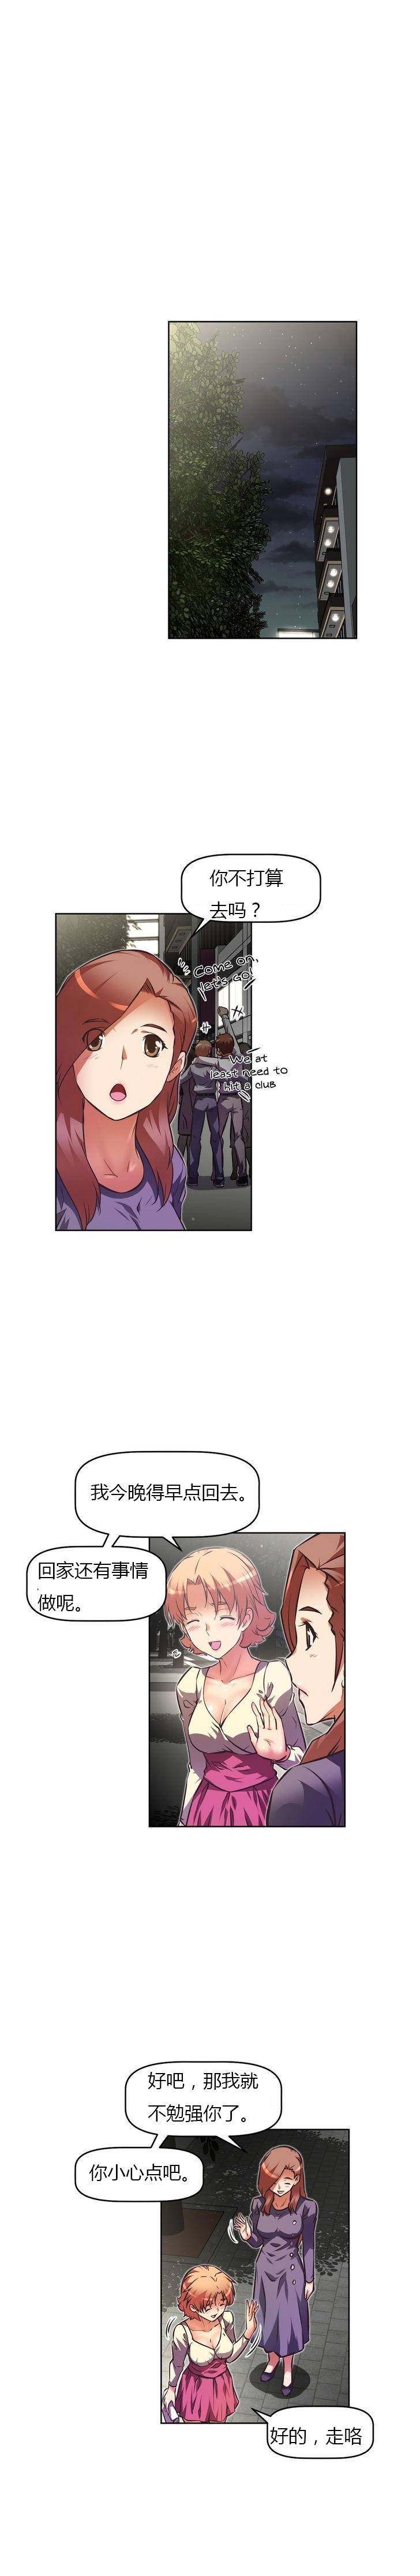 你不打算
去吗？
Come on,
let's go!
We at
least need to
hit a club
我今晚得早点回去。
回家还有事情
做呢。
好吧，那我就
不勉强你了。
你小心点吧。
好的，走咯